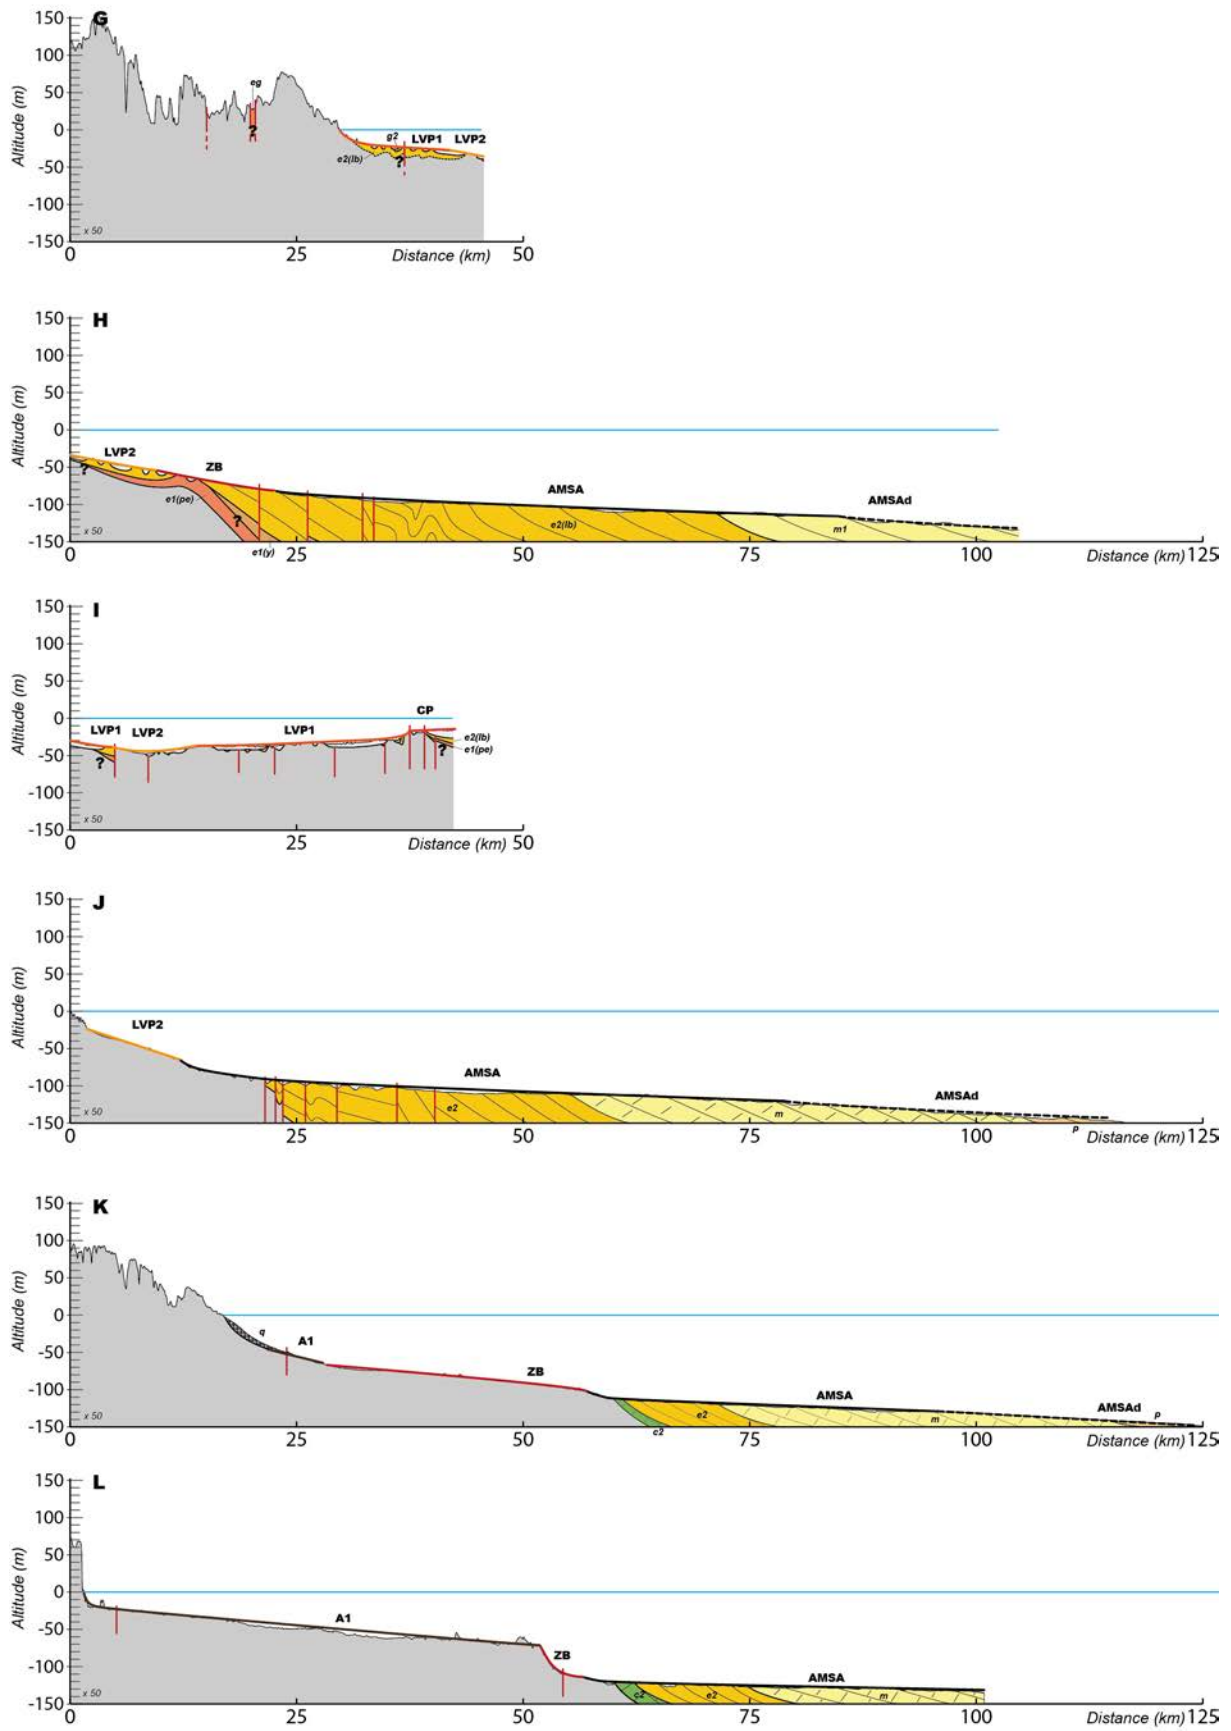 G
150
100
50
0
-50
-100
-150
Altitude (m)
eg
?
g2 LVP1 LVP2
e2(lb)
?
x 50
0 25 Distance (km) 50
H
150
100
50
0
-50
-100
-150
Altitude (m)
LVP2 ZB AMSA AMSAd
?
e1(pe)
?
e2(lb) m1
x 50
e1(y)
0 25 50 75 100 Distance (km) 125
I
150
100
50
0
-50
-100
-150
Altitude (m)
LVP1 LVP2 LVP1 CP
e2(lb)
e1(pe)
? ?
x 50
0 25 Distance (km) 50
J
150
100
50
0
-50
-100
-150
Altitude (m)
LVP2
AMSA
AMSAd
e2 m
x 50
p
0 25 50 75 100 Distance (km) 125
K
150
100
50
0
-50
-100
-150
Altitude (m)
q A1
ZB
AMSA
AMSAd
e2 m p
x 50
c2
0 25 50 75 100 Distance (km) 125
L
150
100
50
0
-50
-100
-150
Altitude (m)
A1
ZB
AMSA
c2 e2 m
x 50
0 25 50 75 100 Distance (km) 125